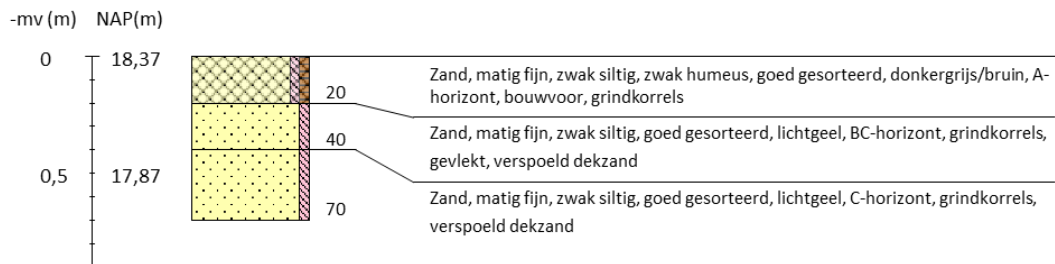 -mv (m) NAP(m)
0 18,37
Zand, matig fijn, zwak siltig, zwak humeus, goed gesorteerd, donkergrijs/bruin, A-
horizont, bouwvoor, grindkorrels
20
Zand, matig fijn, zwak siltig, goed gesorteerd, lichtgeel, BC-horizont, grindkorrels,
gevlekt, verspoeld dekzand
40
0,5 17,87
Zand, matig fijn, zwak siltig, goed gesorteerd, lichtgeel, C-horizont, grindkorrels,
verspoeld dekzand
70